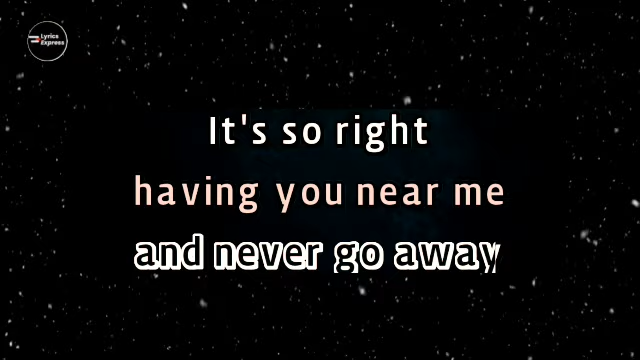 Lyrics
Express
It's so right
having you near me
and never go away